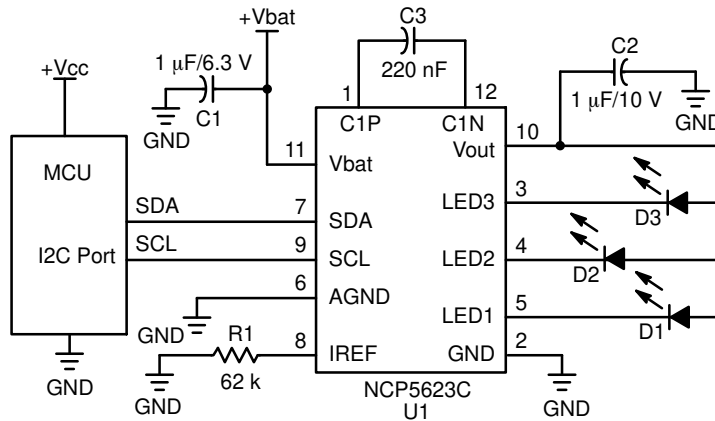 +Vbat
C3
C2
1 μF/6.3 V
220 nF
+Vcc
1
12
1 μF/10 V
GND
C1
C1P
C1N
10
GND
11
Vbat
Vout
MCU
LED3
3
D3
SDA
7
SDA
SCL
9
SCL
LED2
4
D2
I2C Port
6
AGND
LED1
5
D1
GND
R1
8
IREF
GND
2
62 k
GND
GND
GND
NCP5623C
U1